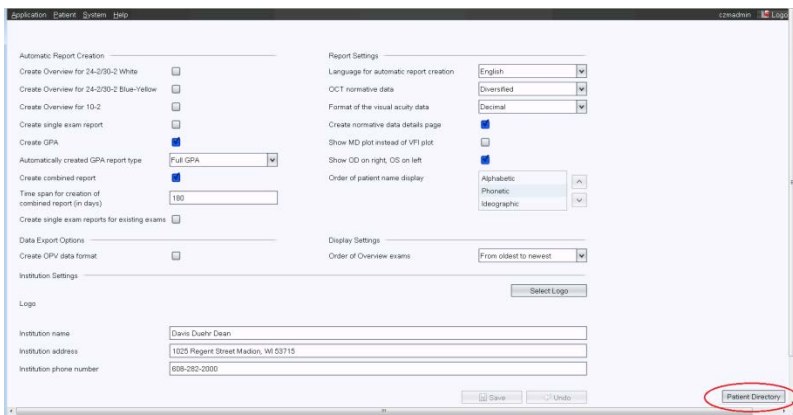 Application Patient System Help
czmadmin Logo
Automatic Report Creation
Create Overview for 24-2/30-2 White
Create Overview for 24-2/30-2 Blue-Yellow
Create Overview for 10-2
Create single exam report
Create GPA
Automatically created GPA report type Full GPA
Create combined report
Time span for creation of
combined report (in days) 180
Create single exam reports for existing exams
Report Settings
Language for automatic report creation English
OCT normative data Diversified
Format of the visual acuity data Decimal
Create normative data details page
Show MD plot instead of VFI plot
Show OD on right, OS on left
Order of patient name display Alphabetic
Phonetic
Ideographic
Data Export Options
Create OPV data format
Display Settings
Order of Overview exams From oldest to newest
Institution Settings
Select Logo
Logo
Institution name Davis Duehr Dean
Institution address 1025 Regent Street Madion, WI 53715
Institution phone number 608-282-2000
Save Undo Patient Directory